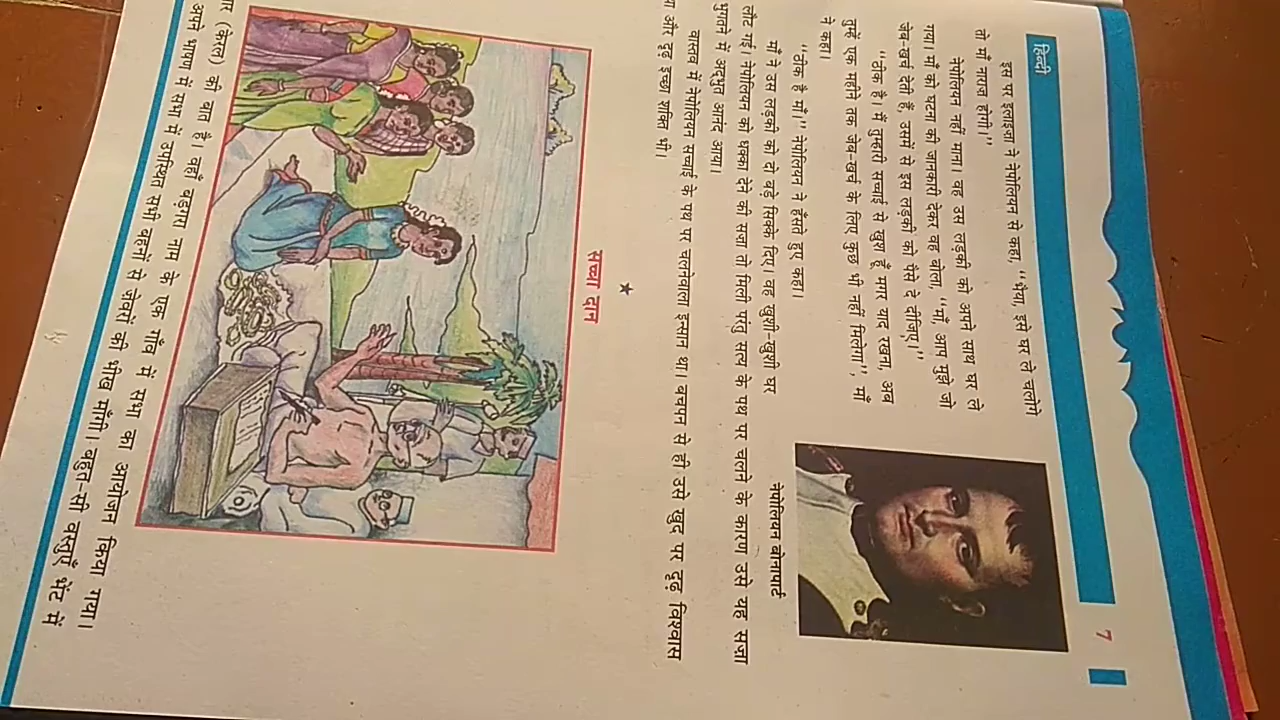 हिन्दी
7
इस पर इलाइज़ा ने नेपोलियन से कहा, “भैया, इसे घर ले चलोगे
तो माँ नाराज होगी।”
नेपोलियन नहीं माना। वह उस लड़की को अपने साथ घर ले
गया। माँ को घटना की जानकारी देकर वह बोला, “माँ, आप मुझे जो
जेब-खर्च देती हैं, उसमें से इस लड़की को पैसे दे दीजिए।”
“ठीक है। मैं तुम्हारी सच्चाई से खुश हूँ मगर याद रखना, अब
तुम्हें एक महीने तक जेब-खर्च के लिए कुछ भी नहीं मिलेगा”, माँ
ने कहा।
“ठीक है माँ।” नेपोलियन ने हँसते हुए कहा।
माँ ने उस लड़की को दो बड़े सिक्के दिए। वह खुशी-खुशी घर
लौट गई। नेपोलियन को धक्का देने की सजा तो मिली परंतु सत्य के पथ पर चलने के कारण उसे यह सजा
भुगतने में अद्भुत आनंद आया।
वास्तव में नेपोलियन सच्चाई के पथ पर चलनेवाला इन्सान था। बचपन से ही उसे खुद पर दृढ़ विश्वास
और दृढ़ इच्छा शक्ति थी।
नेपोलियन बोनापार्ट
★
सच्चा दान
(केरल) की बात है। वहाँ बड़गरा नाम के एक गाँव में सभा का आयोजन किया गया।
अपने भाषण में सभा में उपस्थित सभी बहनों से जेवरों की भीख माँगी। बहुत-सी वस्तुएँ भेंट में